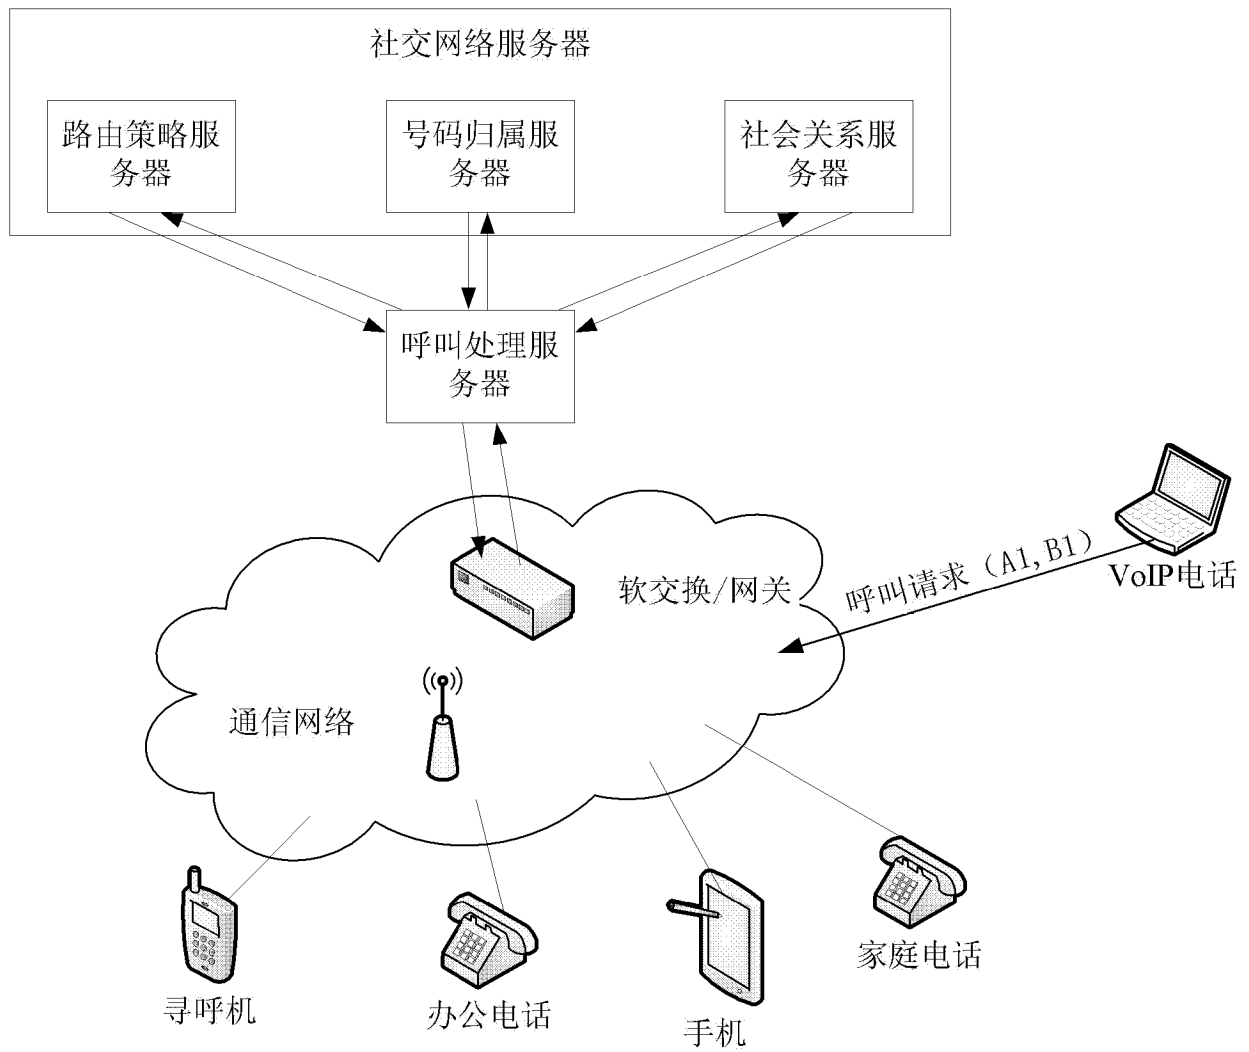 社交网络服务器
路由策略服
务器
号码归属服
务器
社会关系服
务器
呼叫处理服
务器
呼叫请求（A1,B1）
VoIP电话
软交换/网关
通信网络
寻呼机
办公电话
手机
家庭电话